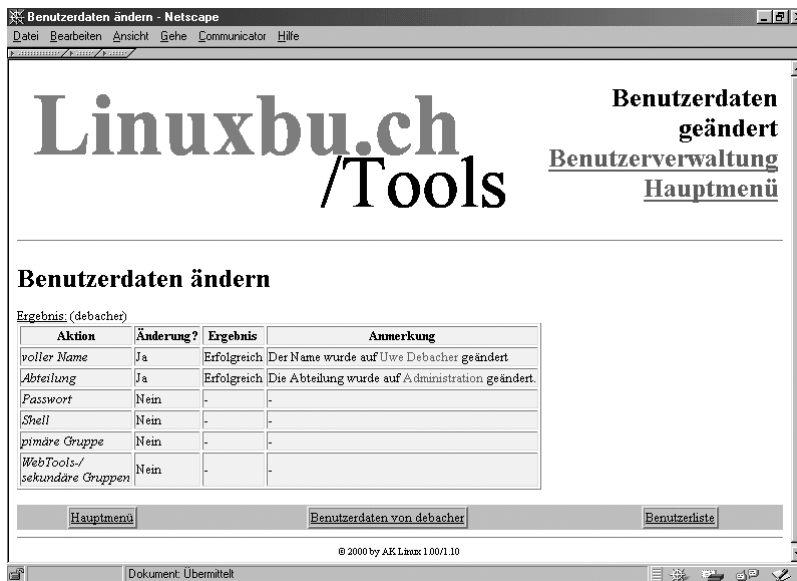 Benutzerdaten ändern - Netscape
Datei Bearbeiten Ansicht Gehe Communicator Hilfe
Linuxbu.ch
/Tools
Benutzerdaten
geändert
Benutzerverwaltung
Hauptmenü
Benutzerdaten ändern
Ergebnis: (debacher)
Aktion Änderung? Ergebnis Anmerkung
voller Name Ja Erfolgreich Der Name wurde auf Uwe Debacher geändert
Abteilung Ja Erfolgreich Die Abteilung wurde auf Administration geändert.
Passwort Nein - -
Shell Nein - -
pimäre Gruppe Nein - -
WebTools-/
sekundäre Gruppen Nein - -
Hauptmenü Benutzerdaten von debacher Benutzerliste
© 2000 by AK Linux 1.00/1.10
Dokument: Übermittelt